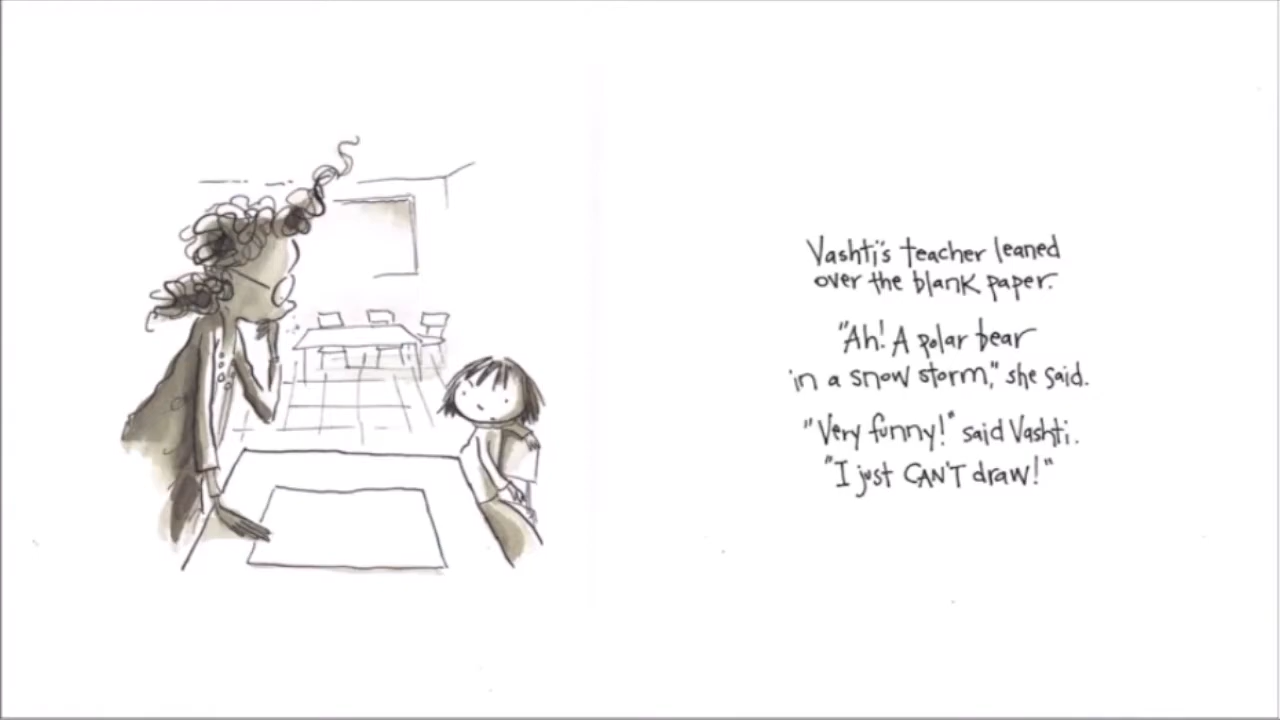 Vashti's teacher leaned
over the blank paper.
"Ah! A polar bear
in a snow storm," she said.
"Very funny!" said Vashti.
"I just CAN'T draw!"